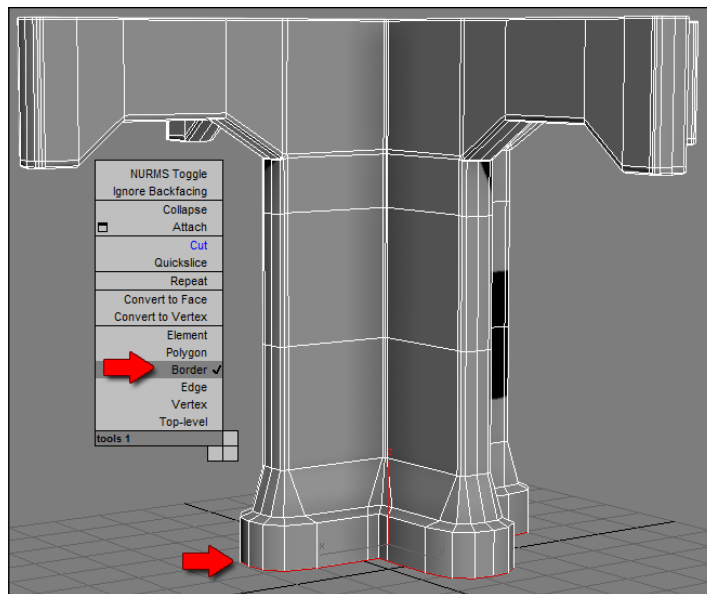 NURMS Toggle
Ignore Backfacing
Collapse
Attach
Cut
Quickslice
Repeat
Convert to Face
Convert to Vertex
Element
Polygon
Border
Edge
Vertex
Top-level
tools 1
x
y